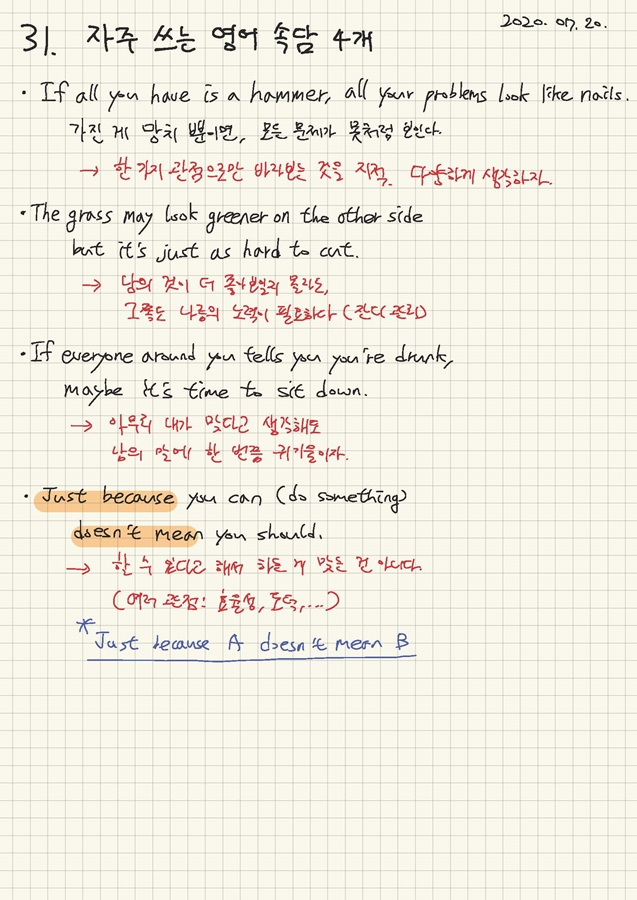 2020. 07. 20.
31. 자주 쓰는 영어 속담 4개
· If all you have is a hammer, all your problems look like nails.
가진 게 망치 뿐이면, 모든 문제가 못처럼 보인다.
→ 한 가지 관점으로만 바라보는 것을 지적. 다양하게 생각하자.
· The grass may look greener on the other side
but it's just as hard to cut.
→ 남의 것이 더 좋아보일지 몰라도,
그쪽도 나름의 노력이 필요하다 (잔디 관리)
· If everyone around you tells you you're drunk,
maybe it's time to sit down.
→ 아무리 내가 맞다고 생각해도
남의 말에 한 번쯤 귀기울이자.
· Just because you can (do something)
doesn't mean you should.
→ 한 수 있다고 해서 하는 게 맞는 건 아니다
(여러 관점: 효율성, 도덕, ...)
* Just because A doesn't mean B